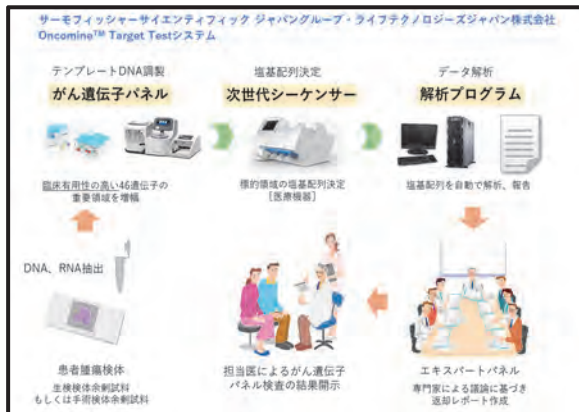 サーモフィッシャーサイエンティフィック ジャパングループ・ライフテクノロジーズジャパン株式会社
Oncomine™ Target Testシステム
テンプレートDNA調製
がん遺伝子パネル
臨床有用性の高い46遺伝子の
重要領域を増幅
塩基配列決定
次世代シーケンサー
標的領域の塩基配列決定
[医療機器]
データ解析
解析プログラム
塩基配列を自動で解析、報告
DNA、RNA抽出
患者腫瘍検体
生検検体余剰試料
もしくは手術検体余剰試料
担当医によるがん遺伝子
パネル検査の結果開示
エキスパートパネル
専門家による議論に基づき
返却レポート作成